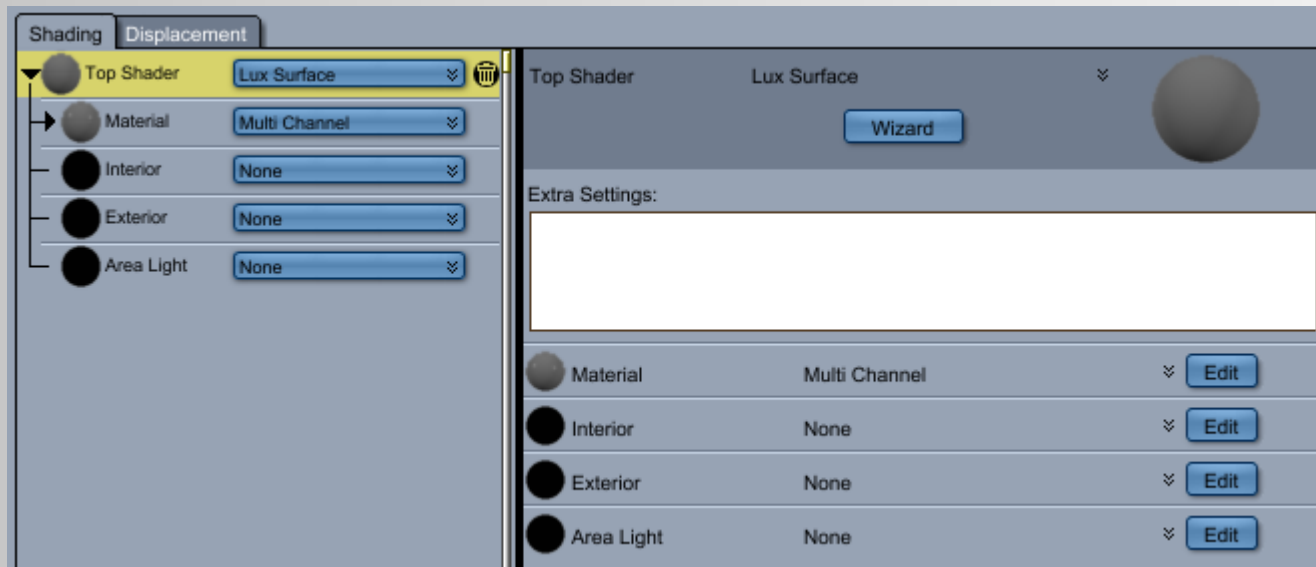 Shading Displacement
Top Shader Lux Surface
Material Multi Channel
Interior None
Exterior None
Area Light None
Top Shader Lux Surface
Wizard
Extra Settings:
Material Multi Channel Edit
Interior None Edit
Exterior None Edit
Area Light None Edit